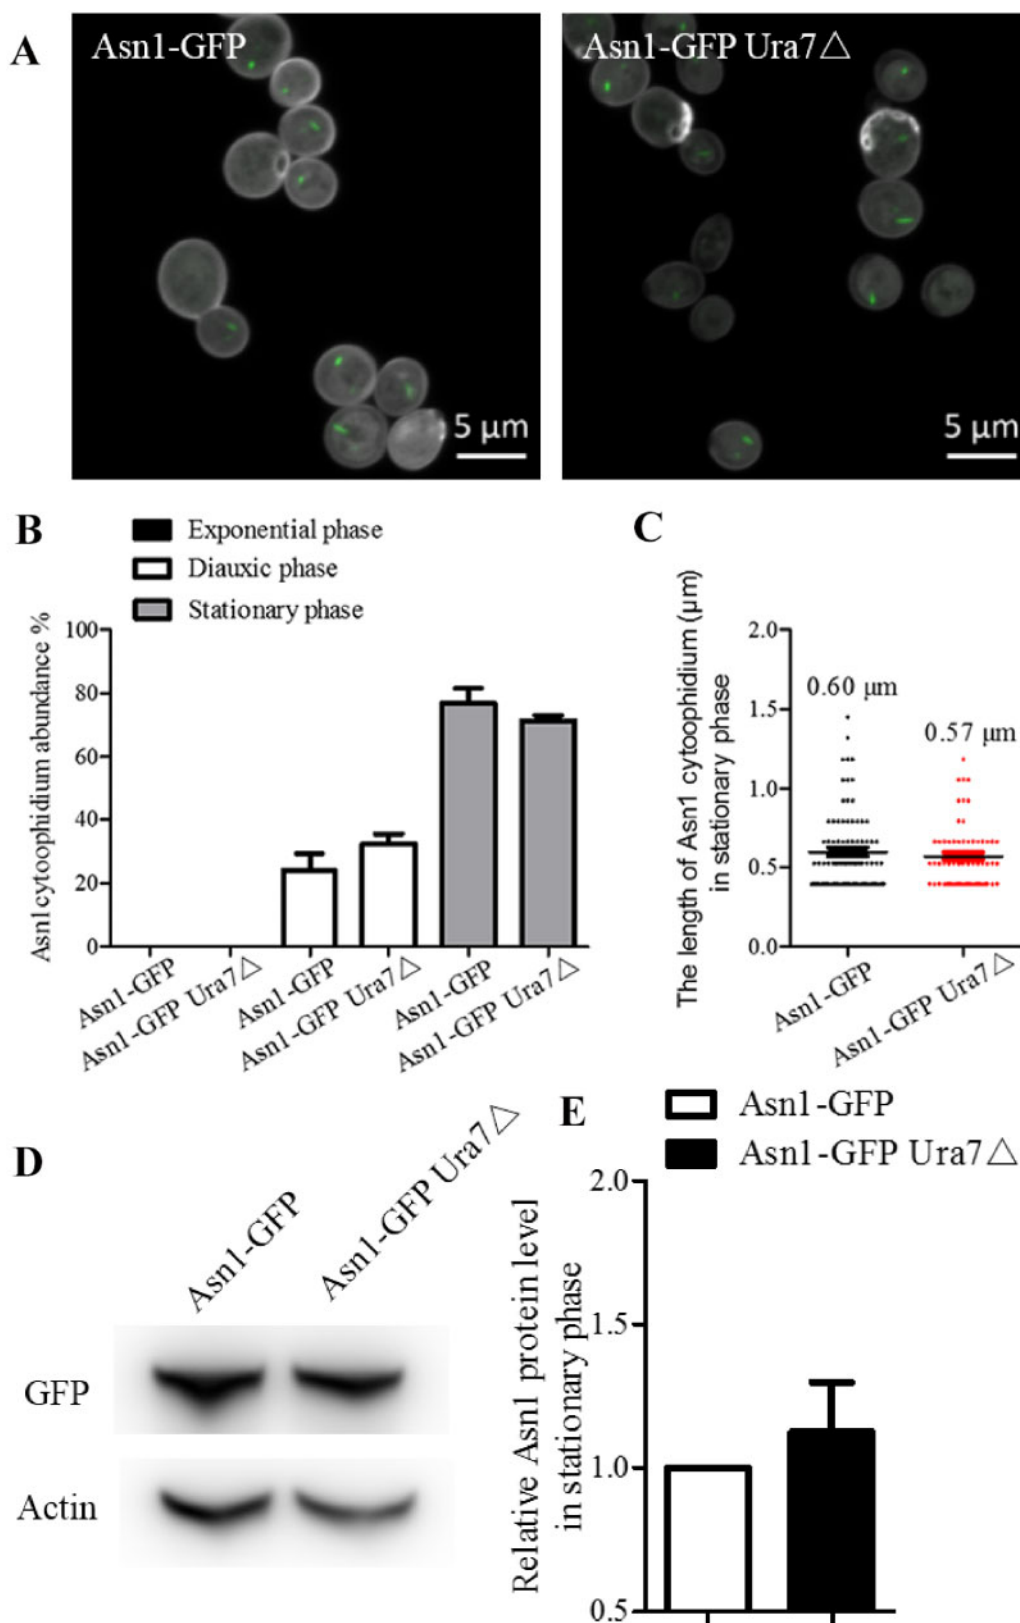 A
Asn1-GFP
Asn1-GFP Ura7△
5 μm
5 μm
B
Exponential phase
Diauxic phase
Stationary phase
Asn1 cytoophidium abundance %
100
80
60
40
20
0
Asn1-GFP
Asn1-GFP Ura7△
Asn1-GFP
Asn1-GFP Ura7△
Asn1-GFP
Asn1-GFP Ura7△
C
The length of Asn1 cytoophidium (μm)
in stationary phase
2.0
1.5
1.0
0.5
0.0
0.60 μm
0.57 μm
Asn1-GFP
Asn1-GFP Ura7△
D
Asn1-GFP
Asn1-GFP Ura7△
GFP
Actin
E
Asn1-GFP
Asn1-GFP Ura7△
Relative Asn1 protein level
in stationary phase
2.0
1.5
1.0
0.5